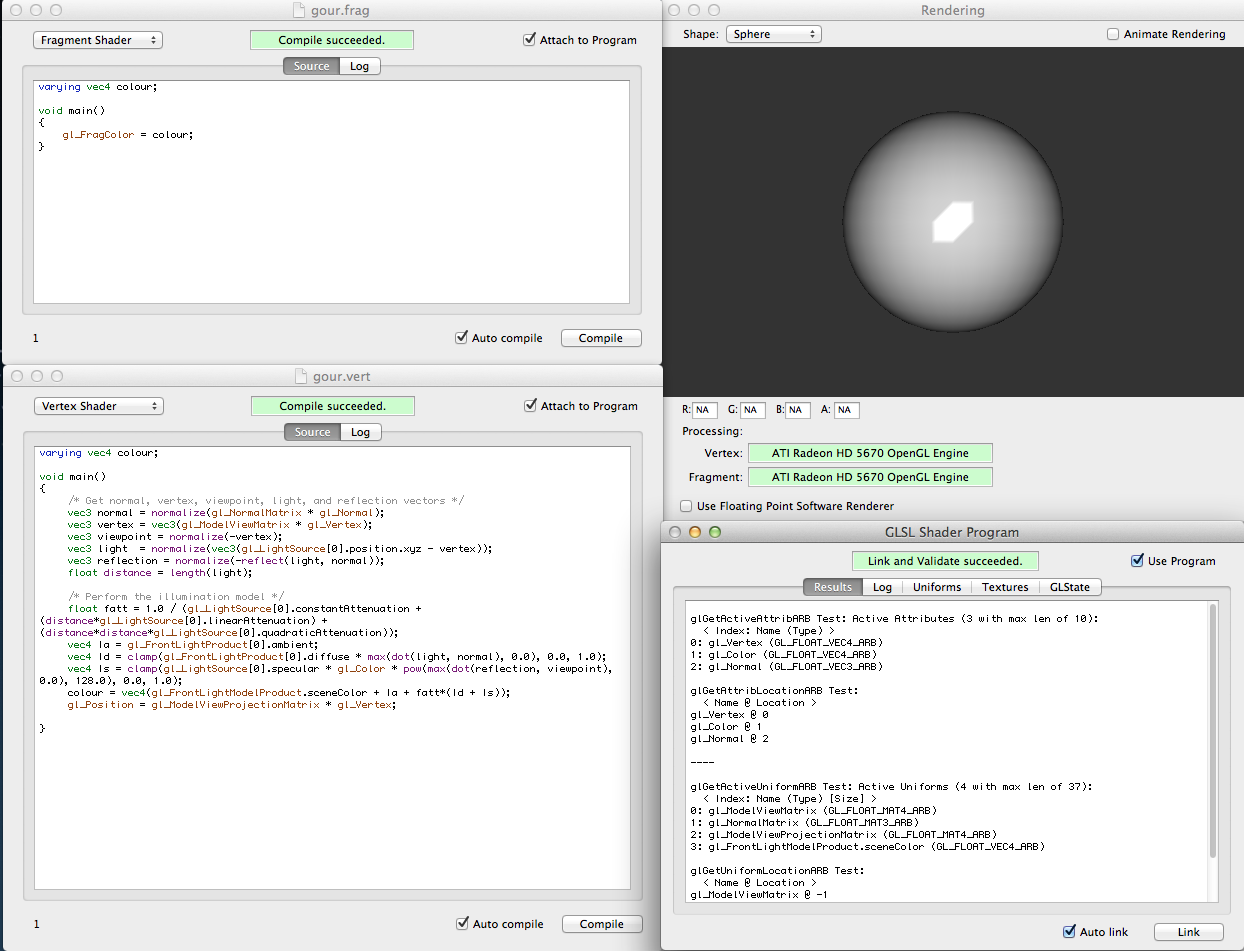 gour.frag
Fragment Shader
Compile succeeded.
Attach to Program
Source Log
varying vec4 colour;
void main()
{
gl_FragColor = colour;
}
1
Auto compile
Compile
gour.vert
Vertex Shader
Compile succeeded.
Attach to Program
Source Log
varying vec4 colour;
void main()
{
/* Get normal, vertex, viewpoint, light, and reflection vectors */
vec3 normal = normalize(gl_NormalMatrix * gl_Normal);
vec3 vertex = vec3(gl_ModelViewMatrix * gl_Vertex);
vec3 viewpoint = normalize(-vertex);
vec3 light  = normalize(vec3(gl_LightSource[0].position.xyz - vertex));
vec3 reflection = normalize(-reflect(light, normal));
float distance = length(light);
/* Perform the illumination model */
float fatt = 1.0 / (gl_LightSource[0].constantAttenuation +
(distance*gl_LightSource[0].linearAttenuation) +
(distance*distance*gl_LightSource[0].quadraticAttenuation));
vec4 Ia = gl_FrontLightProduct[0].ambient;
vec4 Id = clamp(gl_FrontLightProduct[0].diffuse * max(dot(light, normal), 0.0), 0.0, 1.0);
vec4 Is = clamp(gl_LightSource[0].specular * gl_Color * pow(max(dot(reflection, viewpoint),
0.0), 128.0), 0.0, 1.0);
colour = vec4(gl_FrontLightModelProduct.sceneColor + Ia + fatt*(Id + Is));
gl_Position = gl_ModelViewProjectionMatrix * gl_Vertex;
}
1
Auto compile
Compile
Rendering
Shape: Sphere
Animate Rendering
R: NA G: NA B: NA A: NA
Processing:
Vertex: ATI Radeon HD 5670 OpenGL Engine
Fragment: ATI Radeon HD 5670 OpenGL Engine
Use Floating Point Software Renderer
GLSL Shader Program
Link and Validate succeeded.
Use Program
Results Log Uniforms Textures GLState
glGetActiveAttribARB Test: Active Attributes (3 with max len of 10):
< Index: Name (Type) >
0: gl_Vertex (GL_FLOAT_VEC4_ARB)
1: gl_Color (GL_FLOAT_VEC4_ARB)
2: gl_Normal (GL_FLOAT_VEC3_ARB)
glGetAttribLocationARB Test:
< Name @ Location >
gl_Vertex @ 0
gl_Color @ 1
gl_Normal @ 2
----
glGetActiveUniformARB Test: Active Uniforms (4 with max len of 37):
< Index: Name (Type) [Size] >
0: gl_ModelViewMatrix (GL_FLOAT_MAT4_ARB)
1: gl_NormalMatrix (GL_FLOAT_MAT3_ARB)
2: gl_ModelViewProjectionMatrix (GL_FLOAT_MAT4_ARB)
3: gl_FrontLightModelProduct.sceneColor (GL_FLOAT_VEC4_ARB)
glGetUniformLocationARB Test:
< Name @ Location >
gl_ModelViewMatrix @ -1
Auto link
Link